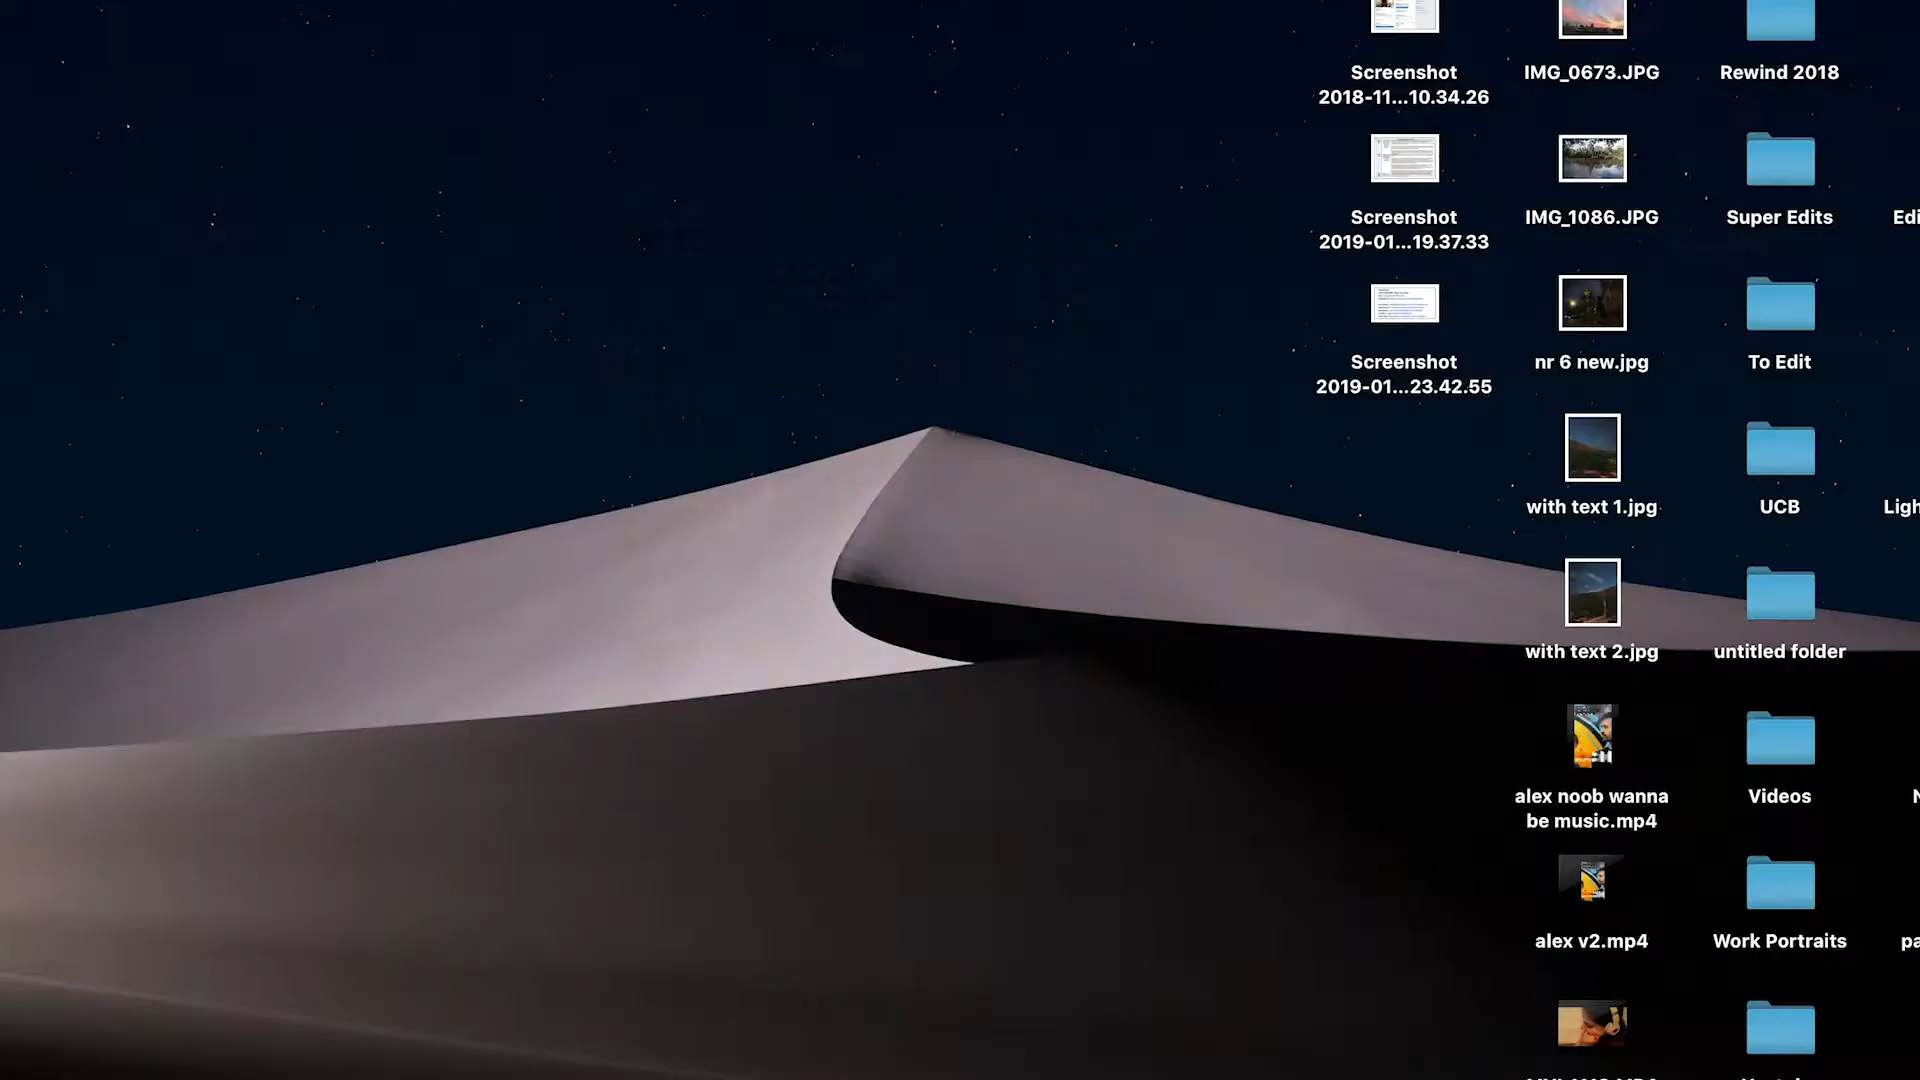 Screenshot
2018-11...10.34.26
IMG_0673.JPG
Rewind 2018
Screenshot
2019-01...19.37.33
IMG_1086.JPG
Super Edits
Screenshot
2019-01...23.42.55
nr 6 new.jpg
To Edit
with text 1.jpg
UCB
with text 2.jpg
untitled folder
alex noob wanna
be music.mp4
Videos
alex v2.mp4
Work Portraits